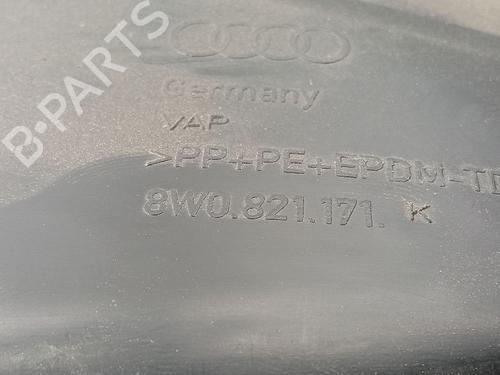 B-PARTS
Germany
VAP
>PP+PE+EPDM-TD
8W0.821.171. K